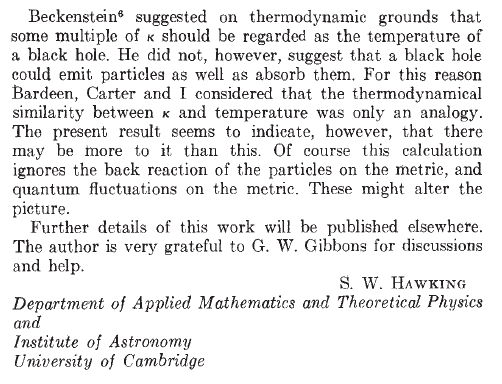 Beckenstein⁶ suggested on thermodynamic grounds that
some multiple of κ should be regarded as the temperature of
a black hole. He did not, however, suggest that a black hole
could emit particles as well as absorb them. For this reason
Bardeen, Carter and I considered that the thermodynamical
similarity between κ and temperature was only an analogy.
The present result seems to indicate, however, that there
may be more to it than this. Of course this calculation
ignores the back reaction of the particles on the metric, and
quantum fluctuations on the metric. These might alter the
picture.
Further details of this work will be published elsewhere.
The author is very grateful to G. W. Gibbons for discussions
and help.
S. W. HAWKING
Department of Applied Mathematics and Theoretical Physics
and
Institute of Astronomy
University of Cambridge